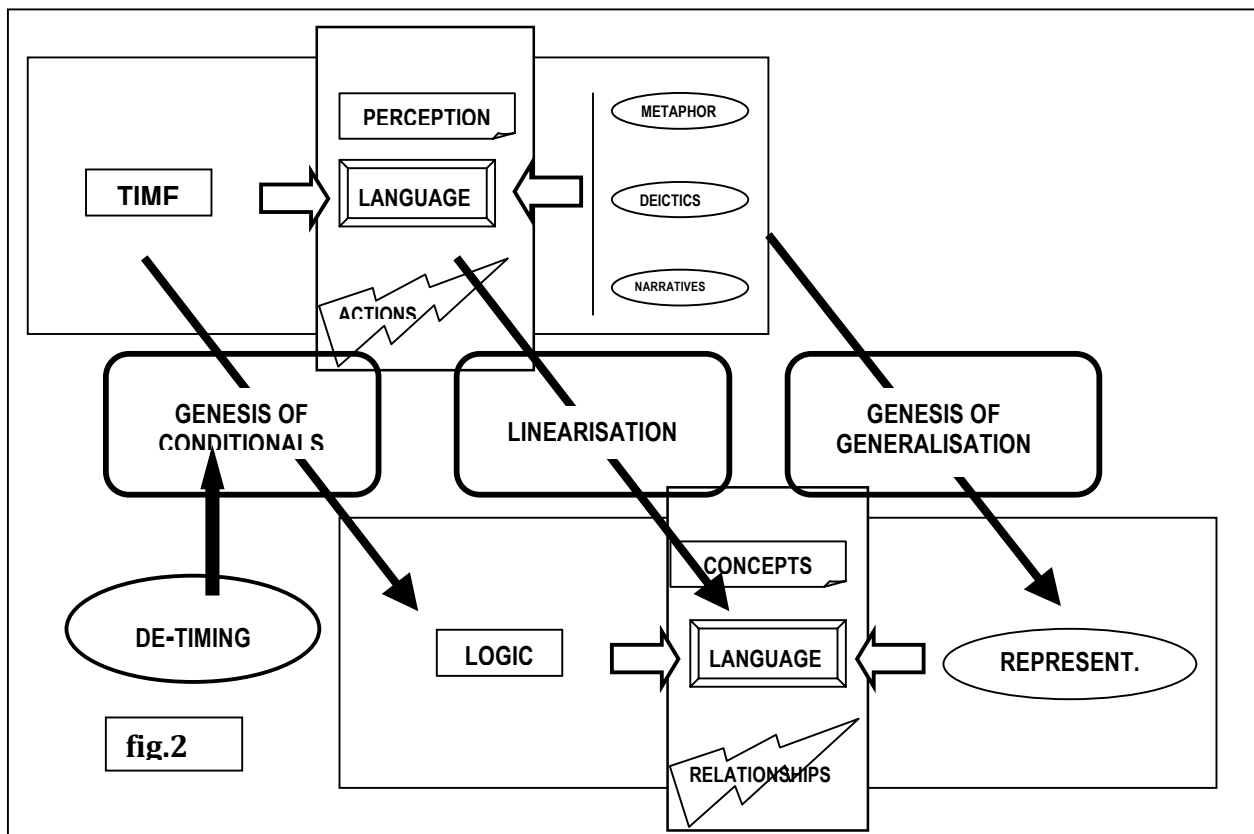 PERCEPTION
METAPHOR
TIME
LANGUAGE
DEICTICS
ACTIONS
NARRATIVES
GENESIS OF
CONDITIONALS
LINEARISATION
GENESIS OF
GENERALISATION
CONCEPTS
DE-TIMING
LOGIC
LANGUAGE
REPRESENT.
fig.2
RELATIONSHIPS